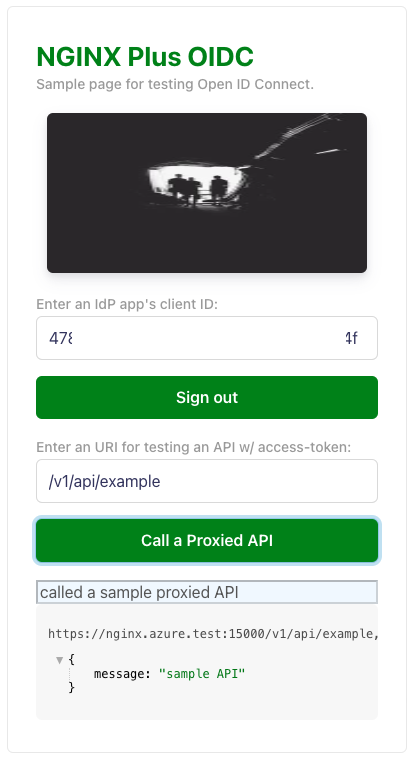 NGINX Plus OIDC
Sample page for testing Open ID Connect.
Enter an IdP app's client ID:
478 4f
Sign out
Enter an URI for testing an API w/ access-token:
/v1/api/example
Call a Proxied API
called a sample proxied API
https://nginx.azure.test:15000/v1/api/example,
{
message: "sample API"
}